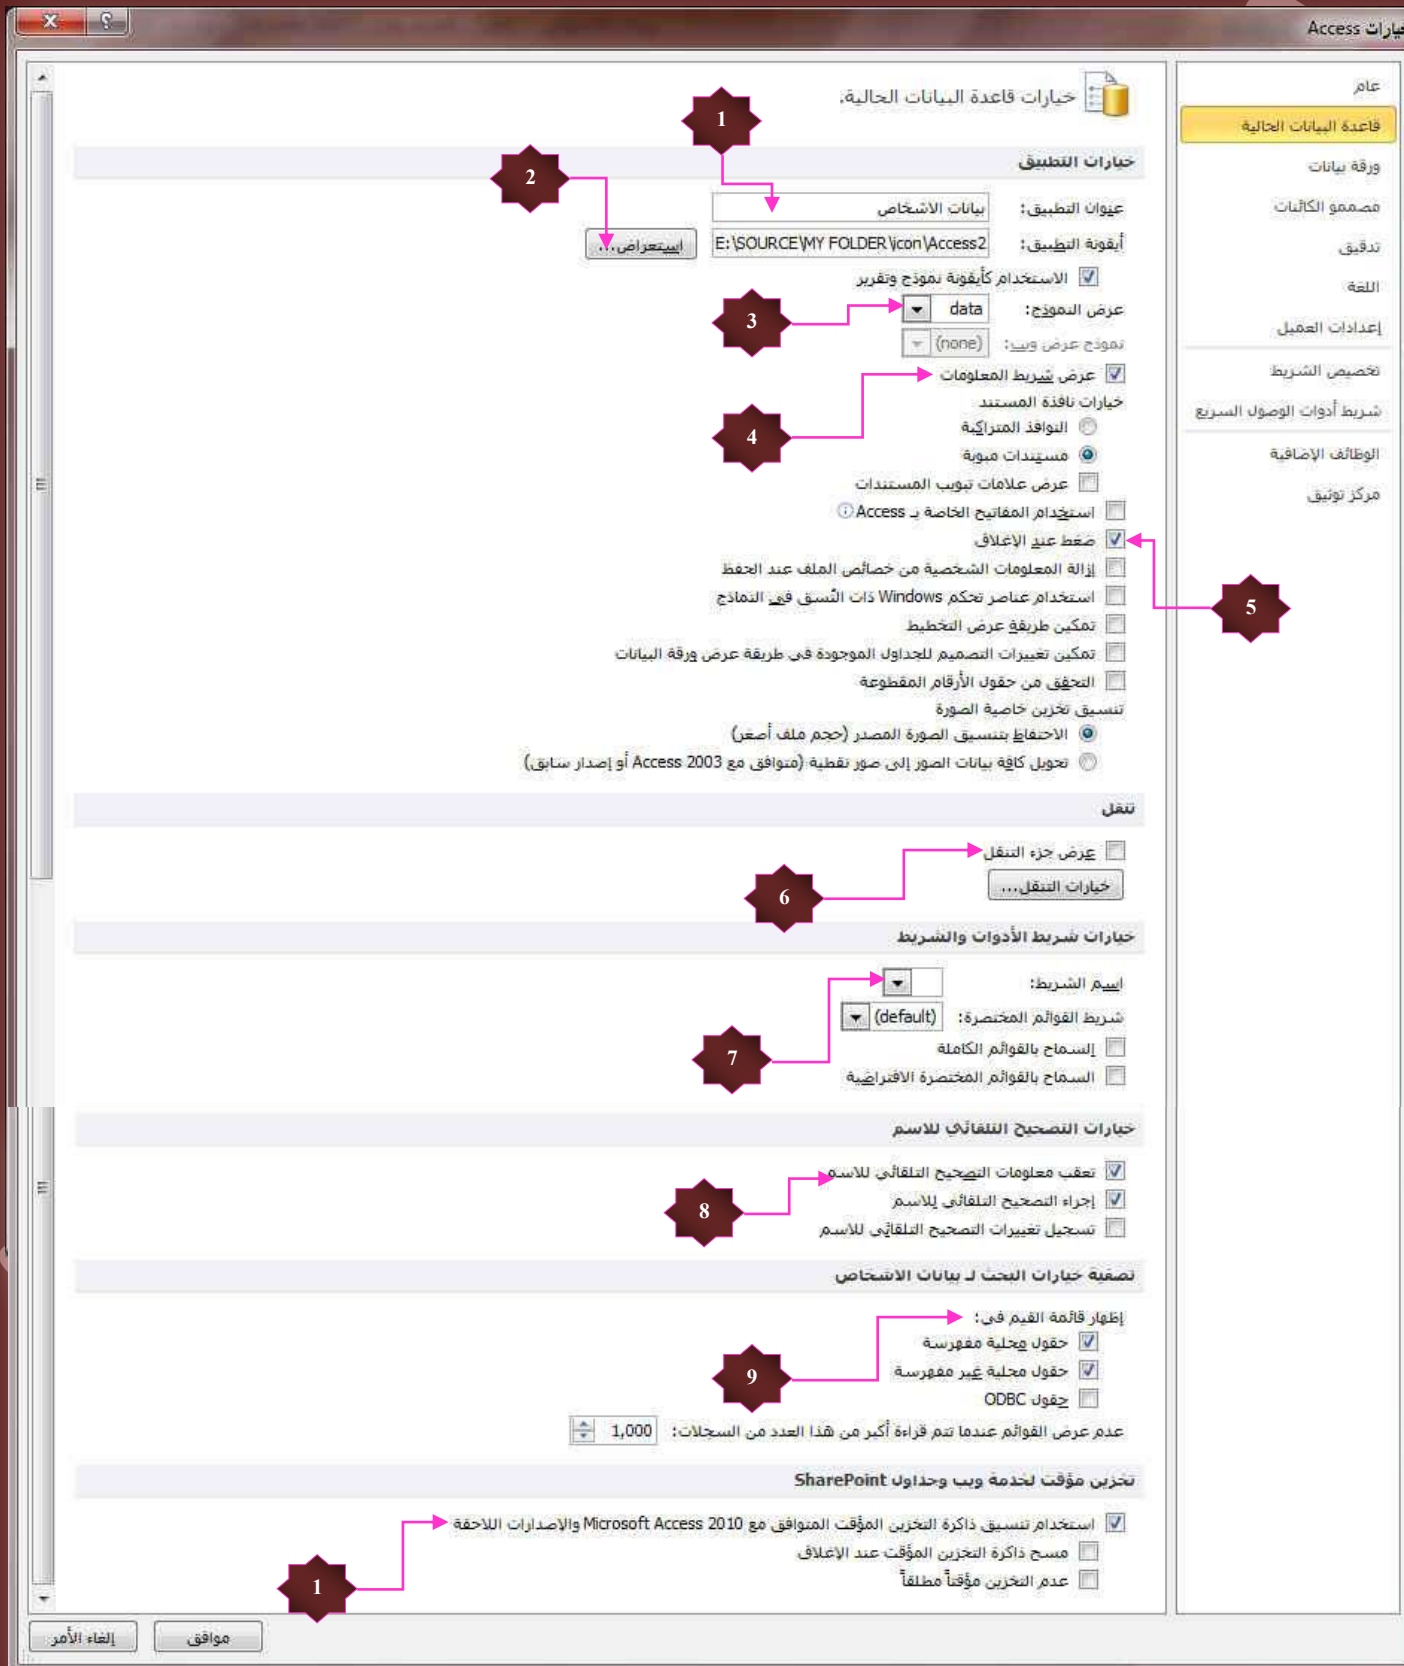 خيارات Access
عام
قاعدة البيانات الحالية
ورقة بيانات
مصممو الكائنات
تدقيق
اللغة
إعدادات العميل
تخصيص الشريط
شريط أدوات الوصول السريع
الوظائف الإضافية
مركز توثيق
خيارات قاعدة البيانات الحالية.
1
خيارات التطبيق
2
عنوان التطبيق: بيانات الاشخاص
أيقونة التطبيق: E:\SOURCE\MY FOLDER\icon\Access2 استعراض...
الاستخدام كأيقونة نموذج وتقرير
عرض النموذج: data
3
نموذج عرض ويب: (none)
عرض شريط المعلومات
خيارات نافذة المستند
النوافذ المتراكبة
4
مستندات مبوبة
عرض علامات تبويب المستندات
استخدام المفاتيح الخاصة بـ Access
ضغط عند الإغلاق
إزالة المعلومات الشخصية من خصائص الملف عند الحفظ
استخدام عناصر تحكم Windows ذات النُسق في النماذج
5
تمكين طريقة عرض التخطيط
تمكين تغييرات التصميم للجداول الموجودة في طريقة عرض ورقة البيانات
التحقق من حقول الأرقام المقطوعة
تنسيق تخزين خاصية الصورة
الاحتفاظ بتنسيق الصورة المصدر (حجم ملف أصغر)
تحويل كافة بيانات الصور إلى صور نقطية (متوافق مع Access 2003 أو إصدار سابق)
تنقل
عرض جزء التنقل
خيارات التنقل...
6
خيارات شريط الأدوات والشريط
اسم الشريط:
شريط القوائم المختصرة: (default)
السماح بالقوائم الكاملة
7
السماح بالقوائم المختصرة الافتراضية
خيارات التصحيح التلقائي للاسم
تعقب معلومات التصحيح التلقائي للاسم
إجراء التصحيح التلقائي للاسم
8
تسجيل تغييرات التصحيح التلقائي للاسم
تصفية خيارات البحث لـ بيانات الاشخاص
إظهار قائمة القيم في:
حقول محلية مفهرسة
حقول محلية غير مفهرسة
9
حقول ODBC
عدم عرض القوائم عندما تتم قراءة أكبر من هذا العدد من السجلات: 1,000
تخزين مؤقت لخدمة ويب وجداول SharePoint
استخدام تنسيق ذاكرة التخزين المؤقت المتوافق مع Microsoft Access 2010 والإصدارات اللاحقة
مسح ذاكرة التخزين المؤقت عند الإغلاق
عدم التخزين مؤقتاً مطلقاً
1
موافق إلغاء الأمر